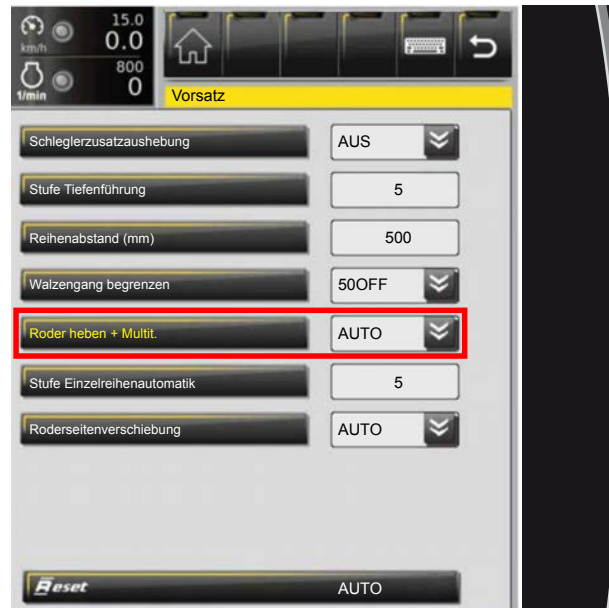 15.0
km/h 0.0
800
1/min 0
Vorsatz
Schleglerzusatzaushebung AUS
Stufe Tiefenführung 5
Reihenabstand (mm) 500
Walzengang begrenzen 50OFF
Roder heben + Multit. AUTO
Stufe Einzelreihenautomatik 5
Roderseitenverschiebung AUTO
Reset AUTO